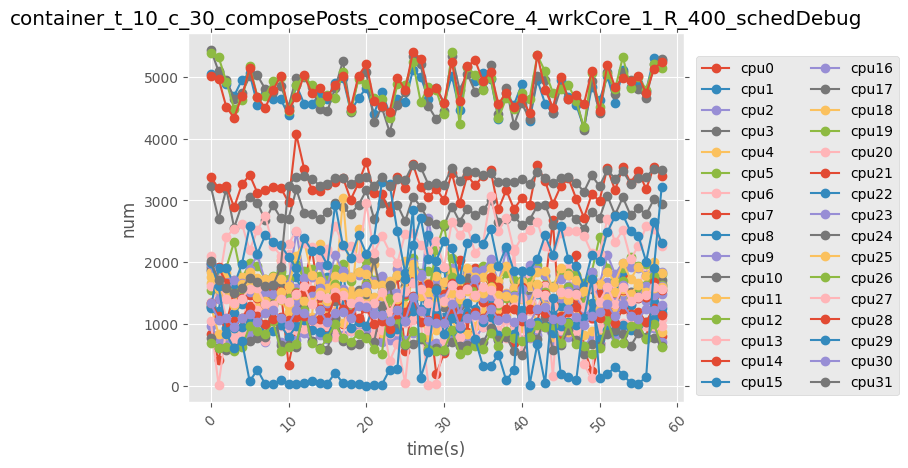 container_t_10_c_30_composePosts_composeCore_4_wrkCore_1_R_400_schedDebug
num
5000
4000
3000
2000
1000
0
0
10
20
30
40
50
60
time(s)
cpu0
cpu1
cpu2
cpu3
cpu4
cpu5
cpu6
cpu7
cpu8
cpu9
cpu10
cpu11
cpu12
cpu13
cpu14
cpu15
cpu16
cpu17
cpu18
cpu19
cpu20
cpu21
cpu22
cpu23
cpu24
cpu25
cpu26
cpu27
cpu28
cpu29
cpu30
cpu31